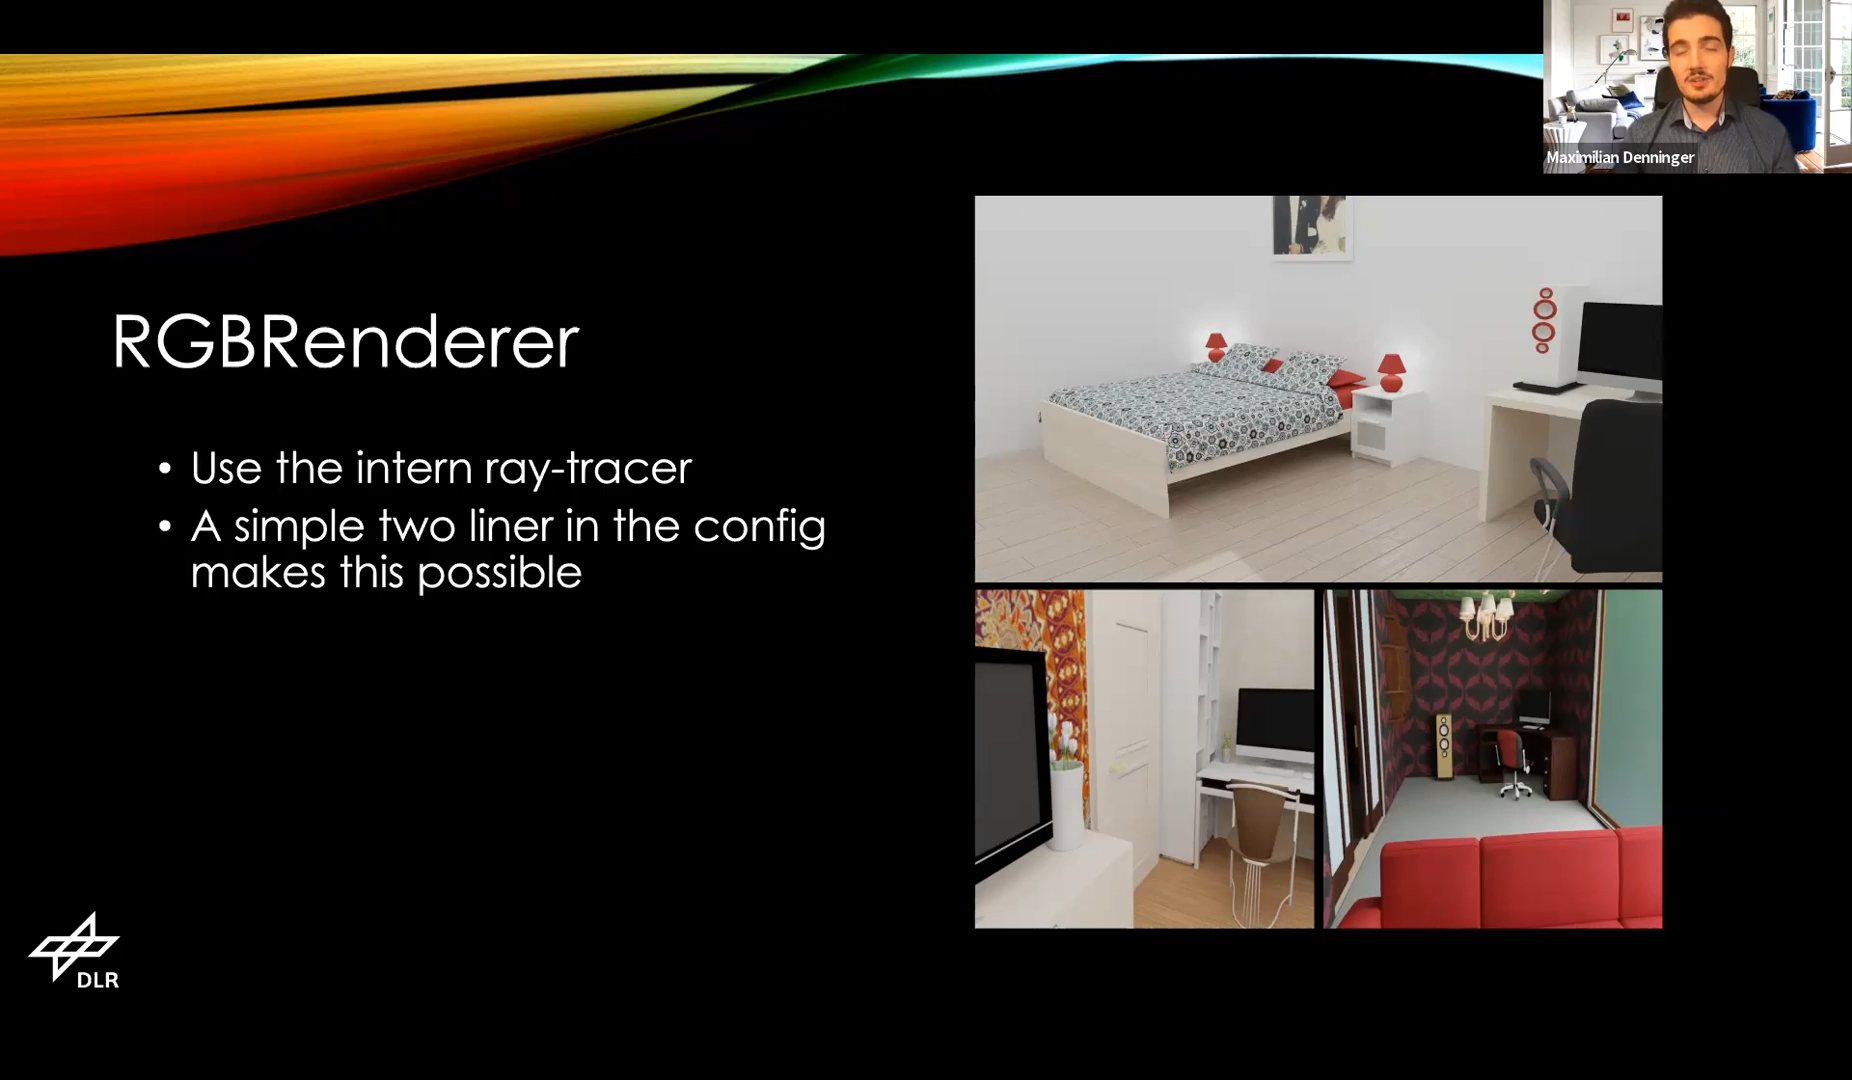 Maximilian Denninger
RGBRenderer
• Use the intern ray-tracer
• A simple two liner in the config
makes this possible
DLR